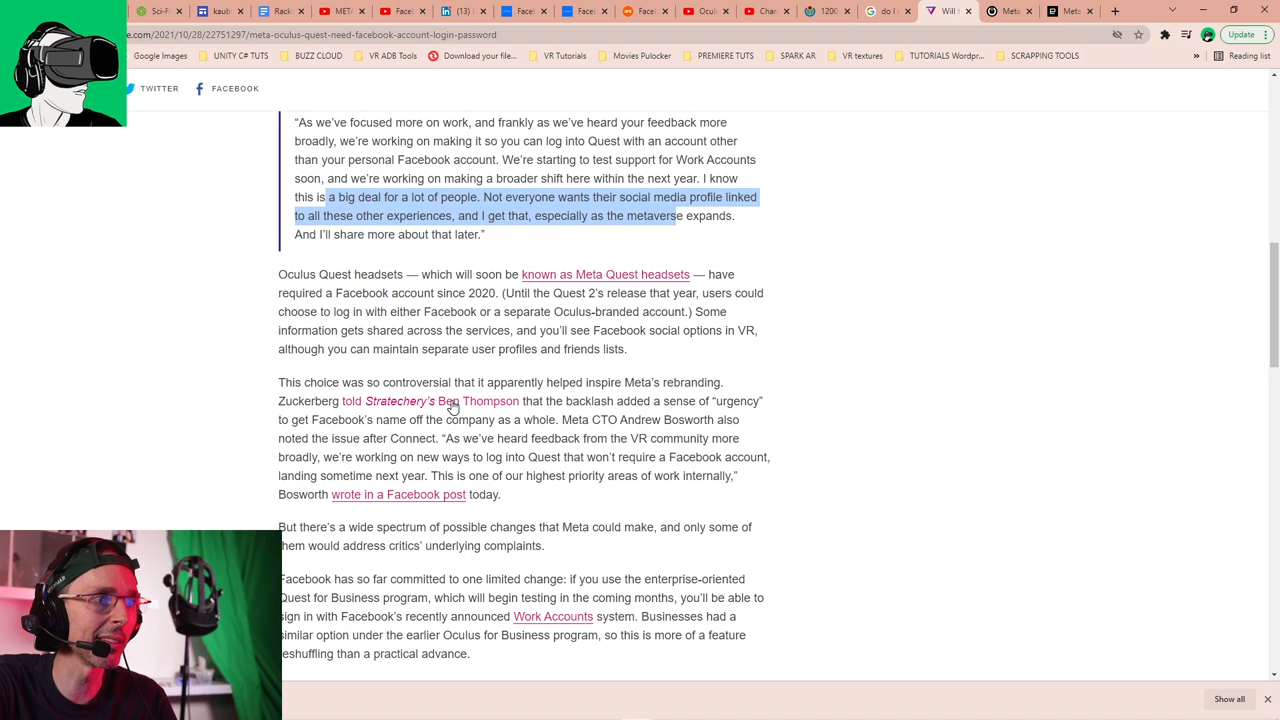 Sci-F
META
Face
(13)
Face
Face
Face
Face
Ocul
Chan
1200
do I
Will
Meta
Meta
e.com/2021/10/28/22751297/meta-oculus-quest-need-facebook-account-login-password
Update
Google Images
UNITY C# TUTS
BUZZ CLOUD
VR ADB Tools
Download your file...
VR Tutorials
Movies Pulocker
PREMIERE TUTS
SPARK AR
VR textures
TUTORIALS Wordpr...
SCRAPPING TOOLS
»
Reading list
TWITTER
FACEBOOK
“As we’ve focused more on work, and frankly as we’ve heard your feedback more
broadly, we’re working on making it so you can log into Quest with an account other
than your personal Facebook account. We’re starting to test support for Work Accounts
soon, and we’re working on making a broader shift here within the next year. I know
this is a big deal for a lot of people. Not everyone wants their social media profile linked
to all these other experiences, and I get that, especially as the metaverse expands.
And I’ll share more about that later.”
Oculus Quest headsets — which will soon be known as Meta Quest headsets — have
required a Facebook account since 2020. (Until the Quest 2’s release that year, users could
choose to log in with either Facebook or a separate Oculus-branded account.) Some
information gets shared across the services, and you’ll see Facebook social options in VR,
although you can maintain separate user profiles and friends lists.
This choice was so controversial that it apparently helped inspire Meta’s rebranding.
Zuckerberg told Stratechery’s Ben Thompson that the backlash added a sense of “urgency”
to get Facebook’s name off the company as a whole. Meta CTO Andrew Bosworth also
noted the issue after Connect. “As we’ve heard feedback from the VR community more
broadly, we’re working on new ways to log into Quest that won’t require a Facebook account,
landing sometime next year. This is one of our highest priority areas of work internally,”
Bosworth wrote in a Facebook post today.
But there’s a wide spectrum of possible changes that Meta could make, and only some of
them would address critics’ underlying complaints.
Facebook has so far committed to one limited change: if you use the enterprise-oriented
Quest for Business program, which will begin testing in the coming months, you’ll be able to
sign in with Facebook’s recently announced Work Accounts system. Businesses had a
similar option under the earlier Oculus for Business program, so this is more of a feature
reshuffling than a practical advance.
Show all